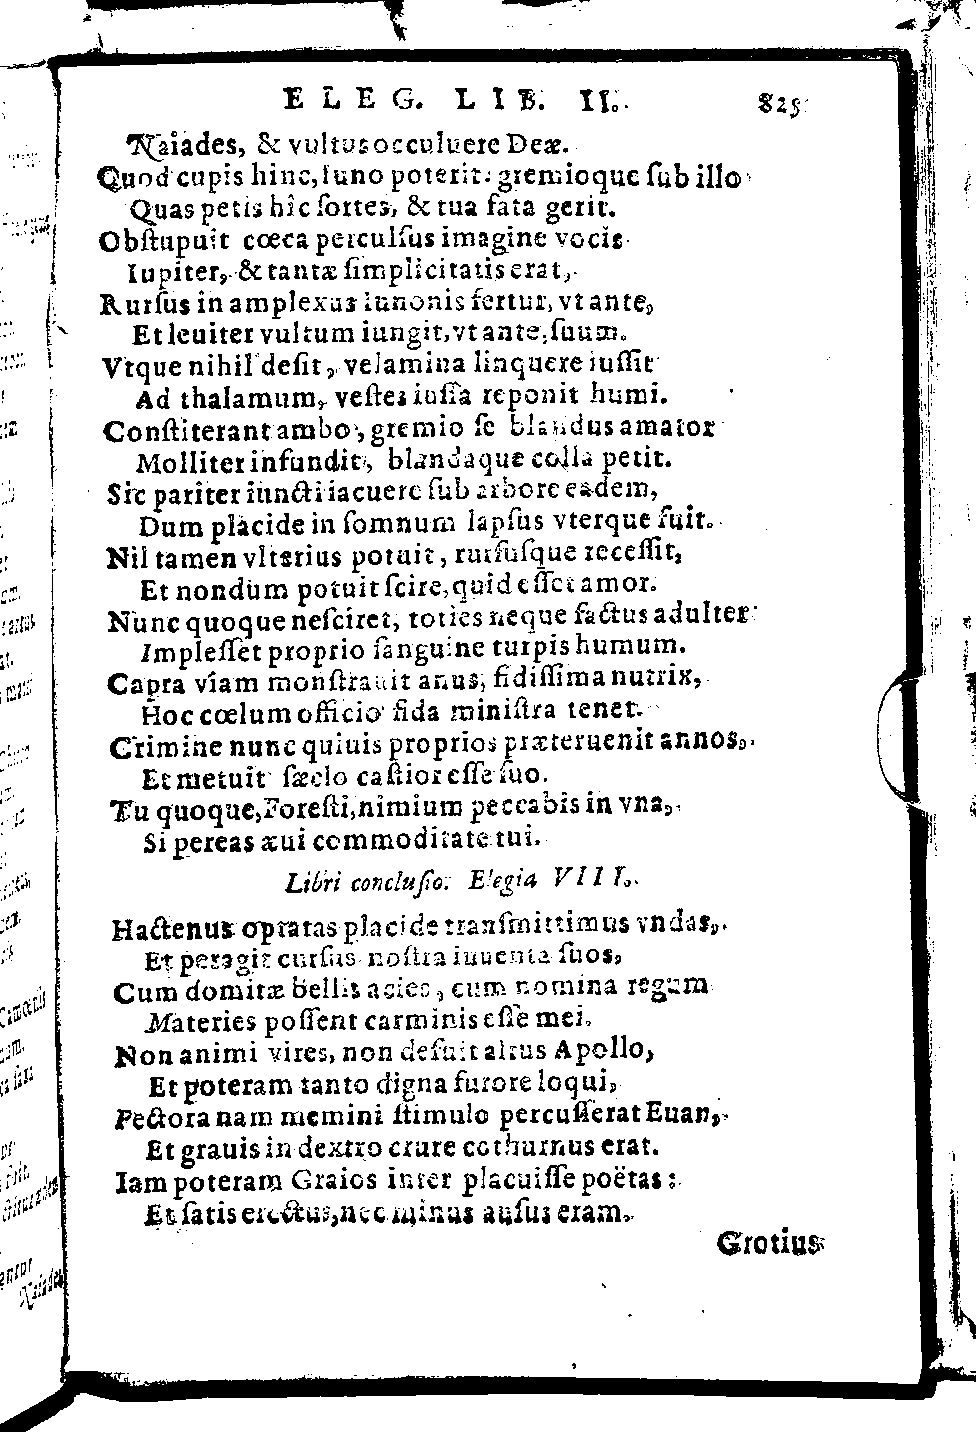 ELEG. LIB. II. 825
Naiades, & vultus occuluere Deæ.
Quod cupis hinc, Iuno poterit: gremioque ſub illo
Quas petis hîc ſortes, & tua fata gerit.
Obſtupuit cœca perculſus imagine vocis
Iupiter, & tantæ ſimplicitatis erat,
Rurſus in amplexus Iunonis fertur, vt ante,
Et leuiter vultum iungit, vt ante, ſuum.
Vtque nihil deſit, velamina linquere iuſſit
Ad thalamum, veſtes iuſſa reponit humi.
Conſtiterant ambo, gremio ſe blandus amator
Molliter infundit, blandaque colla petit.
Sic pariter iuncti iacuere ſub arbore eadem,
Dum placide in ſomnum lapſus vterque fuit.
Nil tamen vlterius potuit, rurſuſque receſſit,
Et nondum potuit ſcire, quid eſſet amor.
Nunc quoque neſciret, toties neque factus adulter
Impleſſet proprio ſanguine turpis humum.
Capra viam monſtrauit anus, fidiſſima nutrix,
Hoc cœlum officio fida miniſtra tenet.
Crimine nunc quiuis proprios præteruenit annos,
Et metuit ſæclo caſtior eſſe ſuo.
Tu quoque, Foreſti, nimium peccabis in vna,
Si pereas æui commoditate tui.
Libri concluſio. Elegia VIII.
Hactenus optatas placide tranſmittimus vndas,
Et peragit curſus noſtra iuuenta ſuos,
Cum domitæ bellis acies, cum nomina regum
Materies poſſent carminis eſſe mei.
Non animi vires, non defuit altus Apollo,
Et poteram tanto digna furore loqui,
Pectora nam memini ſtimulo percuſſerat Euan,
Et grauis in dextro crure cothurnus erat.
Iam poteram Graios inter placuiſſe poëtas:
Et ſatis erectus, nec minus auſus eram.
Grotius